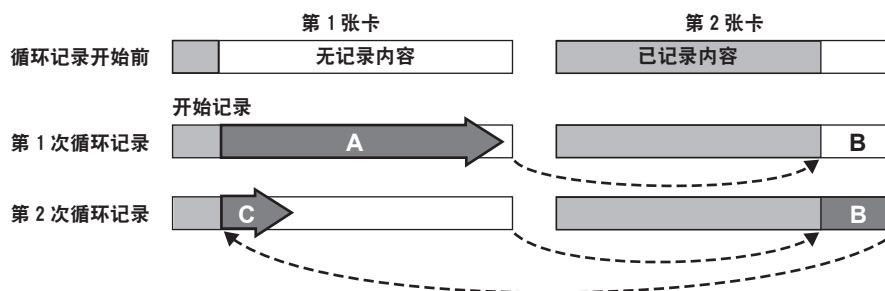 第 1 张卡 第 2 张卡
循环记录开始前 无记录内容 已记录内容
开始记录
第 1 次循环记录 A B
第 2 次循环记录 C B